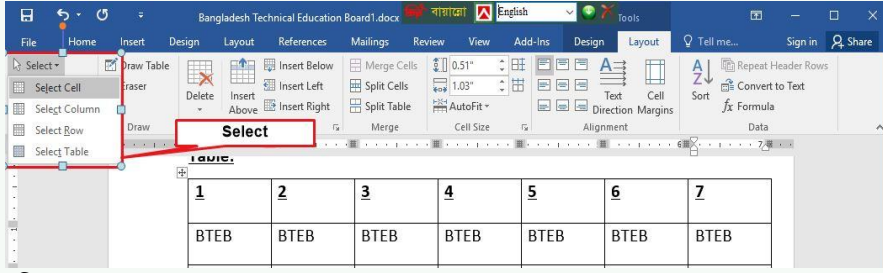 Bangladesh Technical Education Board1.docx বায়ান্নো English Tools
File Home Insert Design Layout References Mailings Review View Add-Ins Design Layout Tell me... Sign in Share
Select Draw Table Insert Below Merge Cells 0.51" Repeat Header Rows
Select Cell Eraser Delete Insert Above Insert Left Split Cells 1.03" Text Direction Cell Margins Sort Convert to Text
Select Column Insert Right Split Table AutoFit Formula
Select Row Draw Merge Cell Size Alignment Data
Select Table
Select
6 7
1
Table:
1 2 3 4 5 6 7
BTEB BTEB BTEB BTEB BTEB BTEB BTEB